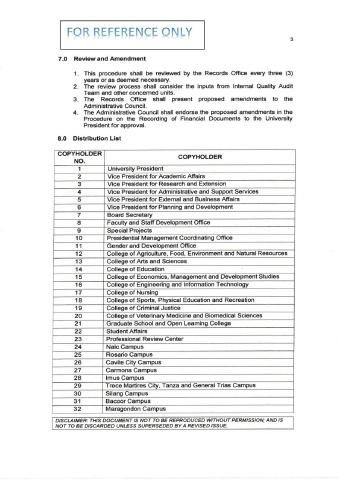 FOR REFERENCE ONLY
3
7.0 Review and Amendment
1. This procedure shall be reviewed by the Records Office every three (3)
years or as deemed necessary.
2. The review process shall consider the inputs from Internal Quality Audit
Team and other concerned units.
3. The Records Office shall present proposed amendments to the
Administrative Council.
4. The Administrative Council shall endorse the proposed amendments in the
Procedure on the Recording of Financial Documents to the University
President for approval.
8.0 Distribution List
COPYHOLDER NO. COPYHOLDER
1 University President
2 Vice President for Academic Affairs
3 Vice President for Research and Extension
4 Vice President for Administrative and Support Services
5 Vice President for External and Business Affairs
6 Vice President for Planning and Development
7 Board Secretary
8 Faculty and Staff Development Office
9 Special Projects
10 Presidential Management Coordinating Office
11 Gender and Development Office
12 College of Agriculture, Food, Environment and Natural Resources
13 College of Arts and Sciences
14 College of Education
15 College of Economics, Management and Development Studies
16 College of Engineering and Information Technology
17 College of Nursing
18 College of Sports, Physical Education and Recreation
19 College of Criminal Justice
20 College of Veterinary Medicine and Biomedical Sciences
21 Graduate School and Open Learning College
22 Student Affairs
23 Professional Review Center
24 Naic Campus
25 Rosario Campus
26 Cavite City Campus
27 Carmona Campus
28 Imus Campus
29 Trece Martires City, Tanza and General Trias Campus
30 Silang Campus
31 Bacoor Campus
32 Maragondon Campus
DISCLAIMER: THIS DOCUMENT IS NOT TO BE REPRODUCED WITHOUT PERMISSION; AND IS
NOT TO BE DISCARDED UNLESS SUPERSEDED BY A REVISED ISSUE.